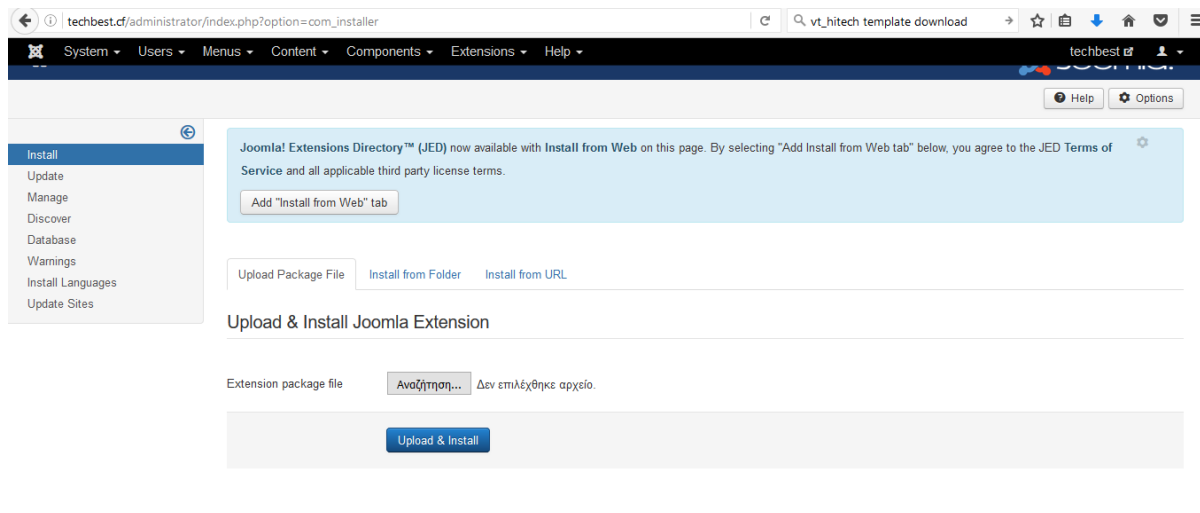 techbest.cf/administrator/index.php?option=com_installer
vt_hitech template download
System Users Menus Content Components Extensions Help techbest
Help Options
Install
Update
Manage
Discover
Database
Warnings
Install Languages
Update Sites
Joomla! Extensions Directory™ (JED) now available with Install from Web on this page. By selecting "Add Install from Web tab" below, you agree to the JED Terms of
Service and all applicable third party license terms.
Add "Install from Web" tab
Upload Package File Install from Folder Install from URL
Upload & Install Joomla Extension
Extension package file Αναζήτηση... Δεν επιλέχθηκε αρχείο.
Upload & Install